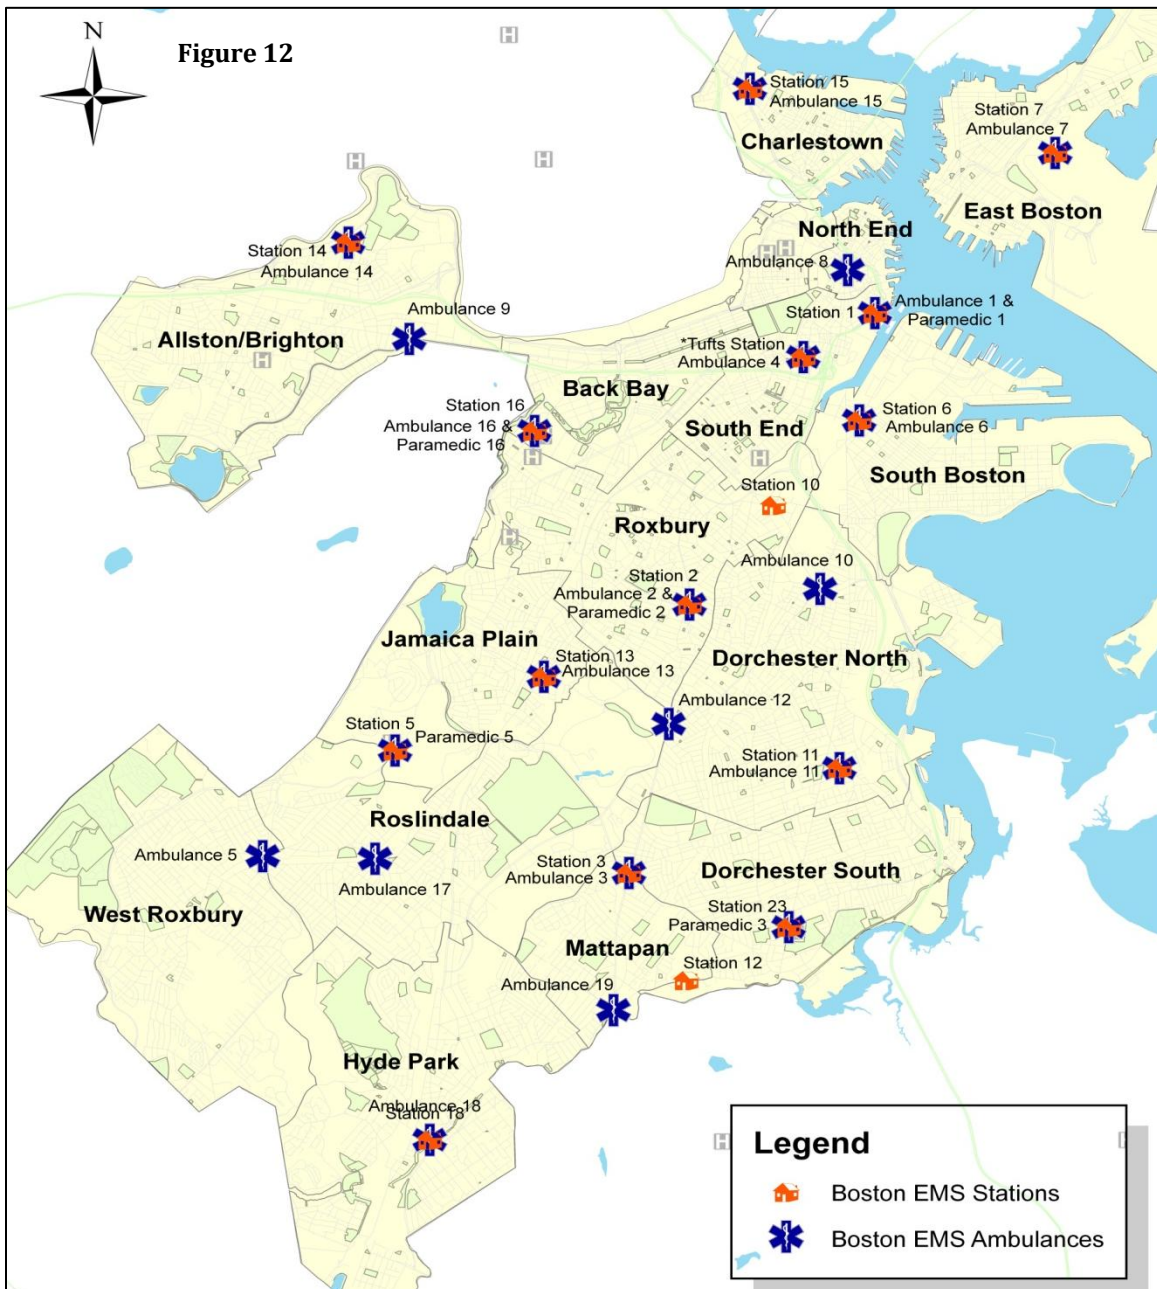 N
Figure 12
Station 15
Ambulance 15
Charlestown
Station 7
Ambulance 7
East Boston
North End
Ambulance 8
Station 14
Ambulance 14
Ambulance 9
Allston/Brighton
Station 1
Ambulance 1 &
Paramedic 1
*Tufts Station
Ambulance 4
Back Bay
Station 16
Ambulance 16 &
Paramedic 16
South End
Station 6
Ambulance 6
South Boston
Station 10
Roxbury
Ambulance 10
Station 2
Ambulance 2 &
Paramedic 2
Jamaica Plain
Station 13
Ambulance 13
Dorchester North
Ambulance 12
Station 5
Paramedic 5
Station 11
Ambulance 11
Roslindale
Ambulance 5
Ambulance 17
Station 3
Ambulance 3
Dorchester South
West Roxbury
Station 23
Paramedic 3
Mattapan
Station 12
Ambulance 19
Hyde Park
Ambulance 18
Station 18
H
H
H
H
H
H
H
H
H
H
H
H
Legend
Boston EMS Stations
Boston EMS Ambulances